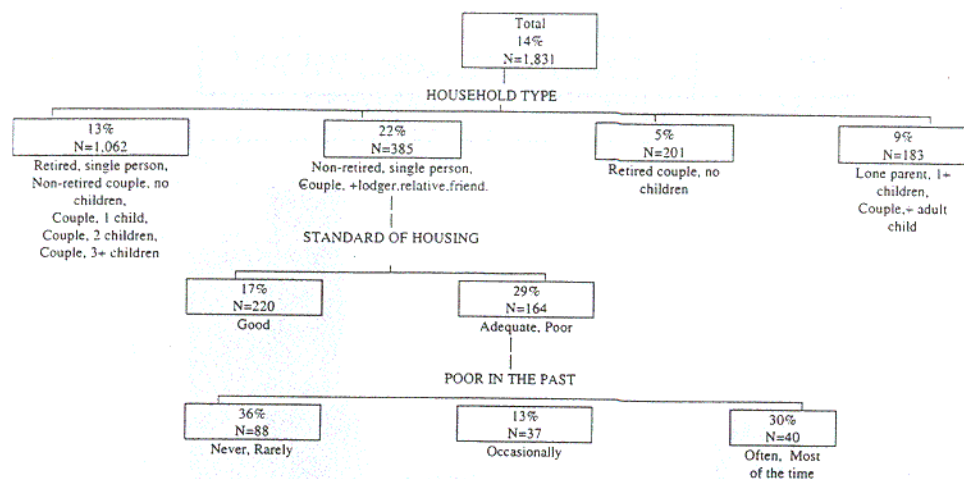 Total
14%
N=1,831
HOUSEHOLD TYPE
13%
N=1,062
Retired, single person,
Non-retired couple, no
children,
Couple, 1 child,
Couple, 2 children,
Couple, 3+ children
22%
N=385
Non-retired, single person,
Couple, +lodger.relative.friend.
5%
N=201
Retired couple, no
children
9%
N=183
Lone parent, 1+
children,
Couple,+ adult
child
STANDARD OF HOUSING
17%
N=220
Good
29%
N=164
Adequate, Poor
POOR IN THE PAST
36%
N=88
Never, Rarely
13%
N=37
Occasionally
30%
N=40
Often, Most
of the time